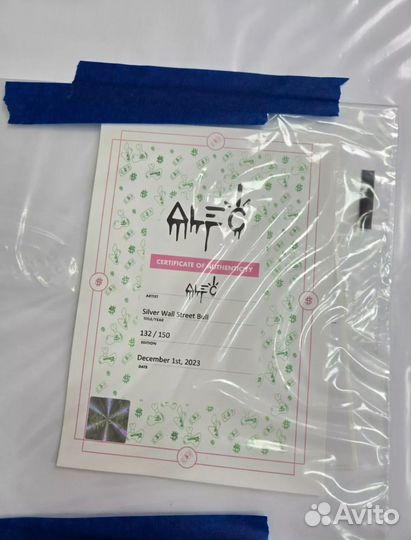 ALEC
CERTIFICATE OF AUTHENTICITY
ALEC
ARTIST
Silver Wall Street Bull
TITLE/YEAR
132 / 150
EDITION
December 1st, 2023
DATE
Avito